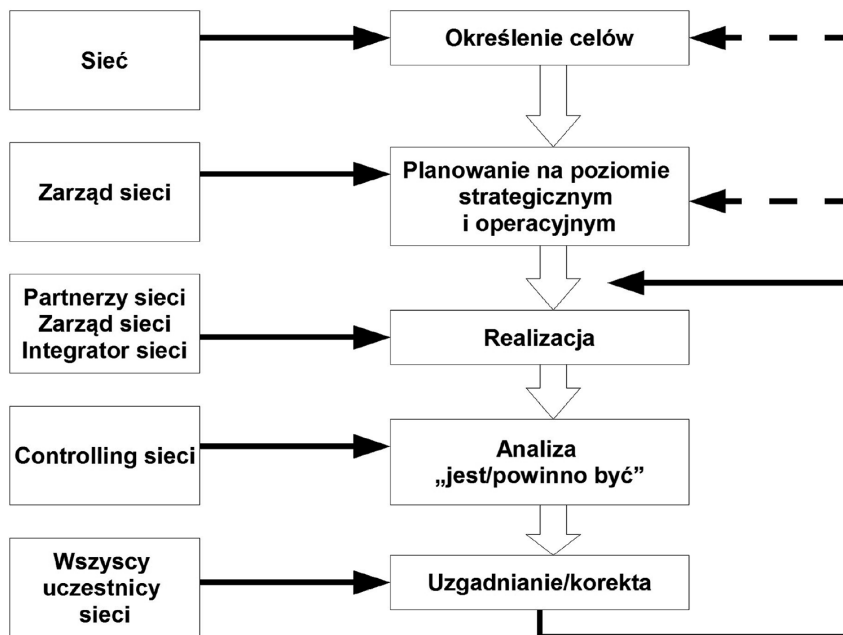 Sieć
Określenie celów
Zarząd sieci
Planowanie na poziomie
strategicznym
i operacyjnym
Partnerzy sieci
Zarząd sieci
Integrator sieci
Realizacja
Controlling sieci
Analiza
„jest/powinno być”
Wszyscy
uczestnicy
sieci
Uzgadnianie/korekta